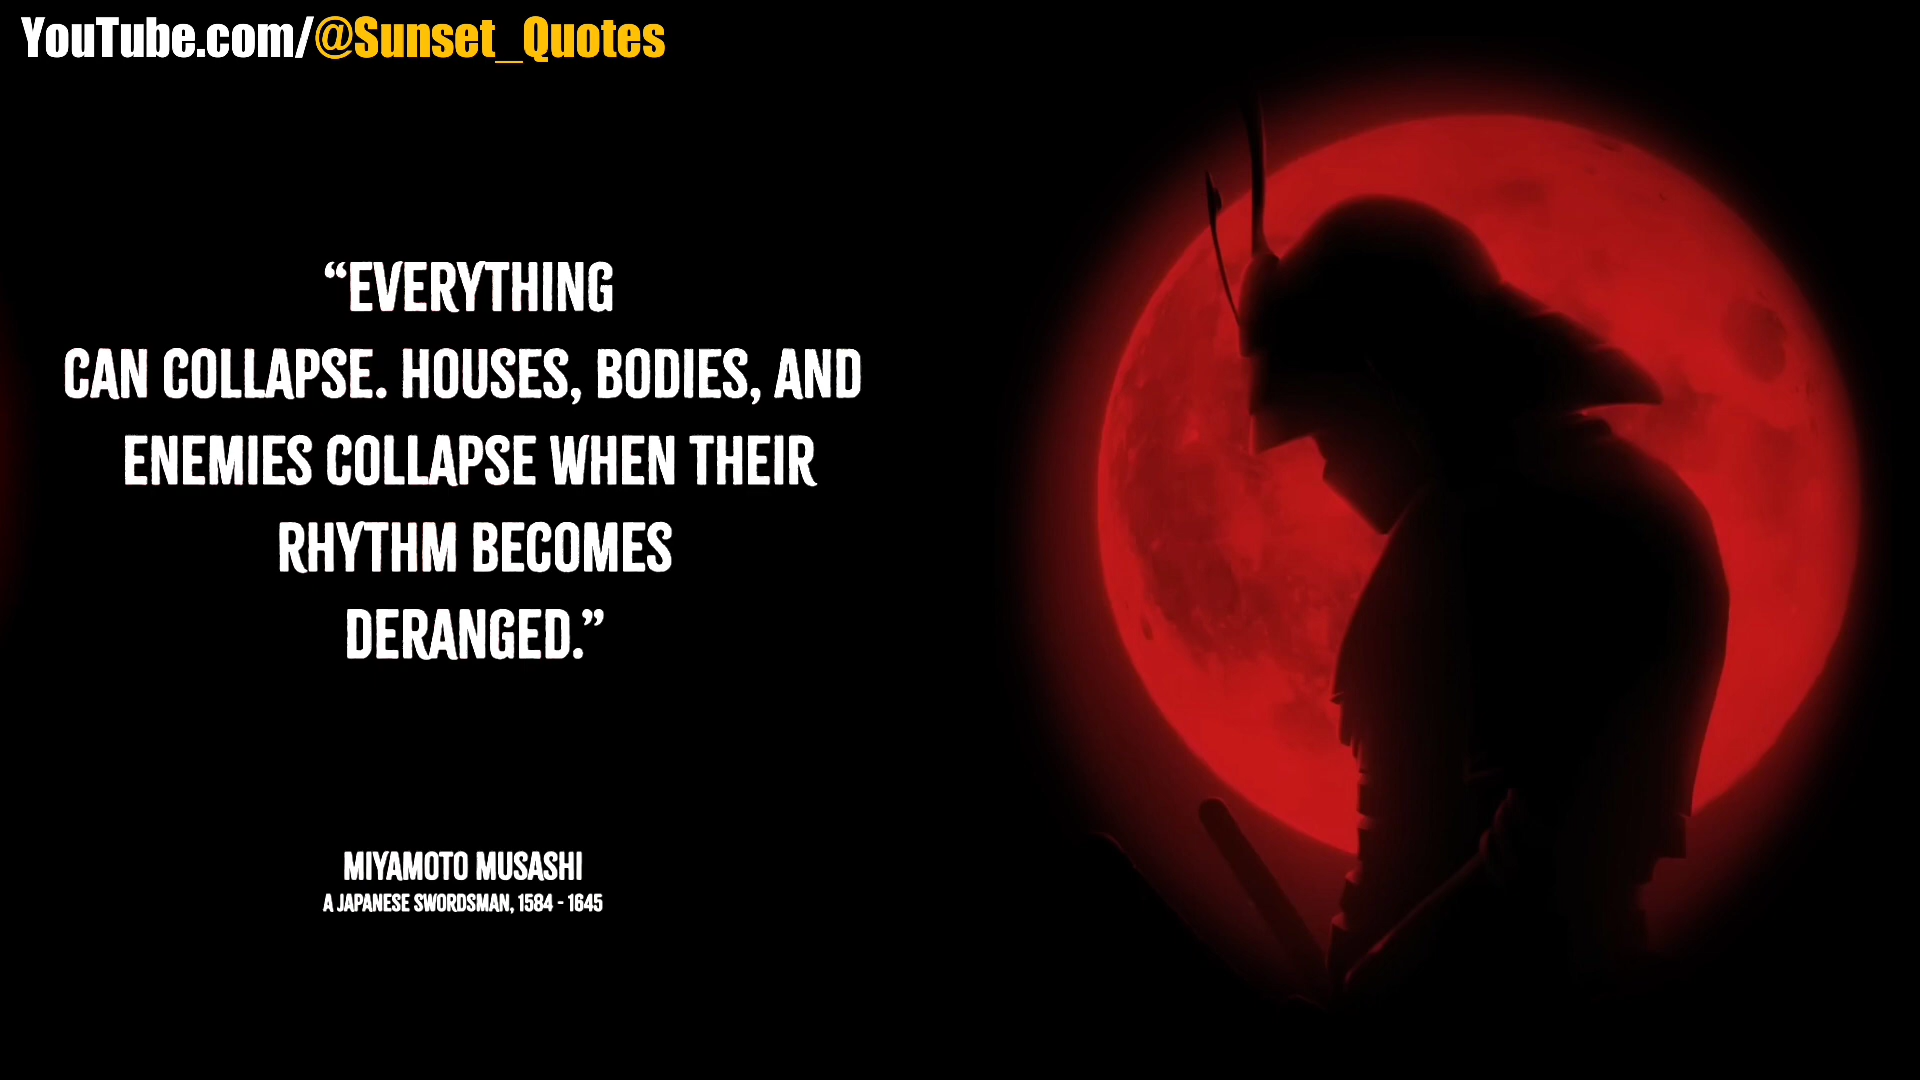 YouTube.com/@Sunset_Quotes
“EVERYTHING
CAN COLLAPSE. HOUSES, BODIES, AND
ENEMIES COLLAPSE WHEN THEIR
RHYTHM BECOMES
DERANGED.”
MIYAMOTO MUSASHI
A JAPANESE SWORDSMAN, 1584 - 1645